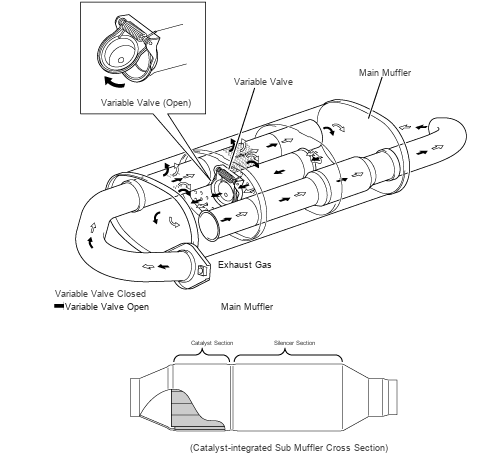 Variable Valve (Open)
Variable Valve
Main Muffler
Exhaust Gas
Variable Valve Closed
Variable Valve Open
Main Muffler
Catalyst Section
Silencer Section
(Catalyst-integrated Sub Muffler Cross Section)